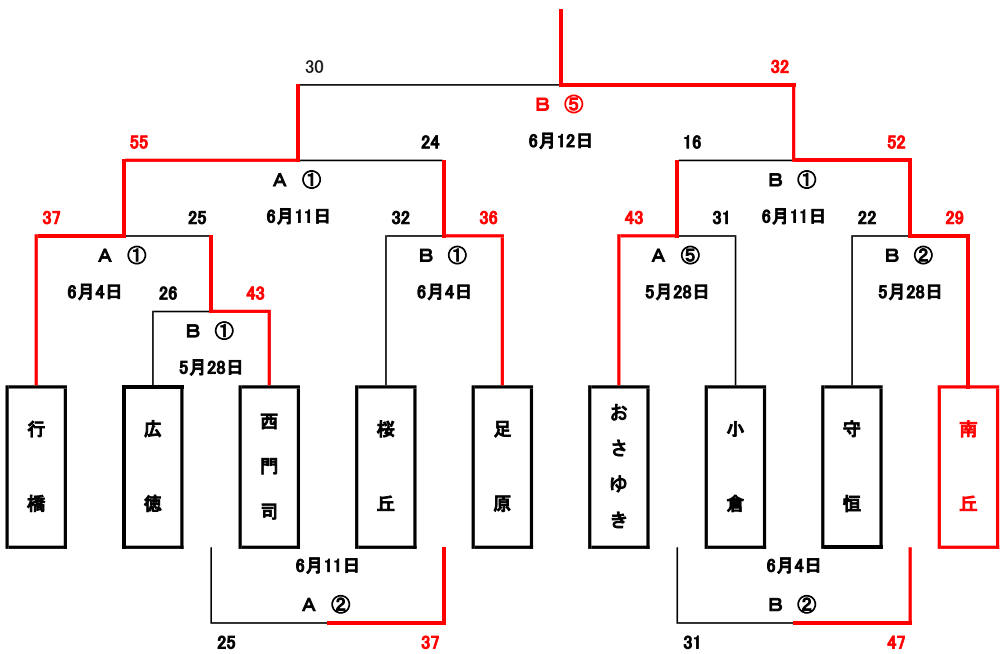 30 32
B ⑤
6月12日
55 24 16 52
A ① B ①
6月11日 6月11日
37 25 32 36 43 31 22 29
A ① B ① A ⑤ B ②
6月4日 6月4日 5月28日 5月28日
26 43
B ①
5月28日
行橋
広徳
西門司
桜丘
足原
おさゆき
小倉
守恒
南丘
6月11日 6月4日
A ② B ②
25 37 31 47